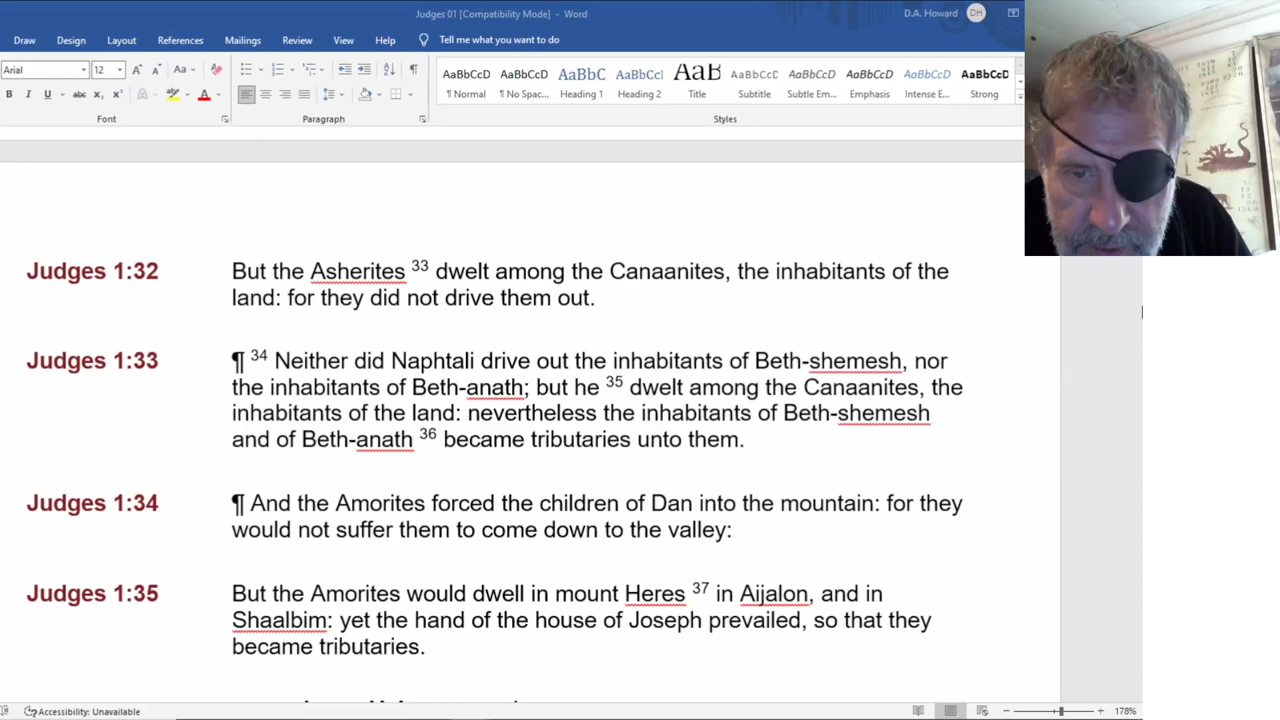 Judges 01 [Compatibility Mode] - Word
D.A. Howard DH
Draw Design Layout References Mailings Review View Help Tell me what you want to do
Arial 12 A A Aa
B I U abc x₂ x² A A
AaBbCcD AaBbCcD AaBbC AaBbCcl AaB AaBbCcD AaBbCcD AaBbCcD AaBbCcD AaBbCcD
¶ Normal ¶ No Spac... Heading 1 Heading 2 Title Subtitle Subtle Em... Emphasis Intense E... Strong
Font Paragraph Styles
Judges 1:32 But the Asherites 33 dwelt among the Canaanites, the inhabitants of the
land: for they did not drive them out.
Judges 1:33 ¶ 34 Neither did Naphtali drive out the inhabitants of Beth-shemesh, nor
the inhabitants of Beth-anath; but he 35 dwelt among the Canaanites, the
inhabitants of the land: nevertheless the inhabitants of Beth-shemesh
and of Beth-anath 36 became tributaries unto them.
Judges 1:34 ¶ And the Amorites forced the children of Dan into the mountain: for they
would not suffer them to come down to the valley:
Judges 1:35 But the Amorites would dwell in mount Heres 37 in Aijalon, and in
Shaalbim: yet the hand of the house of Joseph prevailed, so that they
became tributaries.
Accessibility: Unavailable
178%